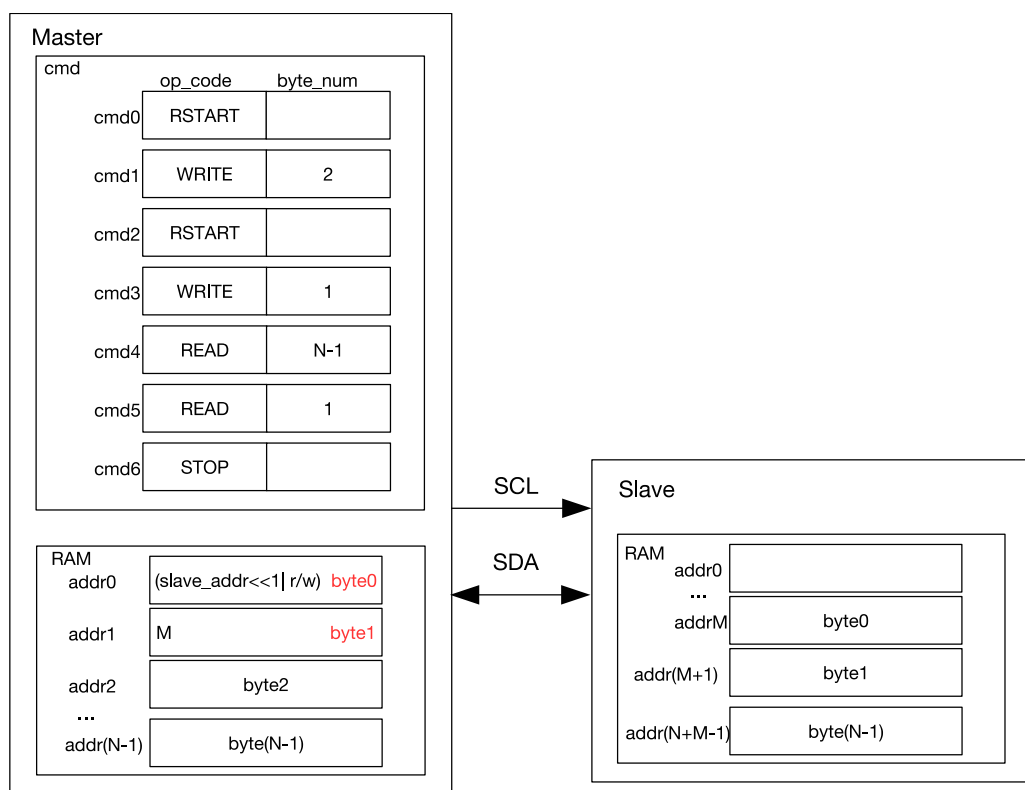 Master
cmd
op_code byte_num
cmd0 RSTART
cmd1 WRITE 2
cmd2 RSTART
cmd3 WRITE 1
cmd4 READ N-1
cmd5 READ 1
cmd6 STOP
RAM
addr0 (slave_addr<<1| r/w) byte0
addr1 M byte1
addr2 byte2
...
addr(N-1) byte(N-1)
SCL
SDA
Slave
RAM
addr0
...
addrM byte0
addr(M+1) byte1
addr(N+M-1) byte(N-1)